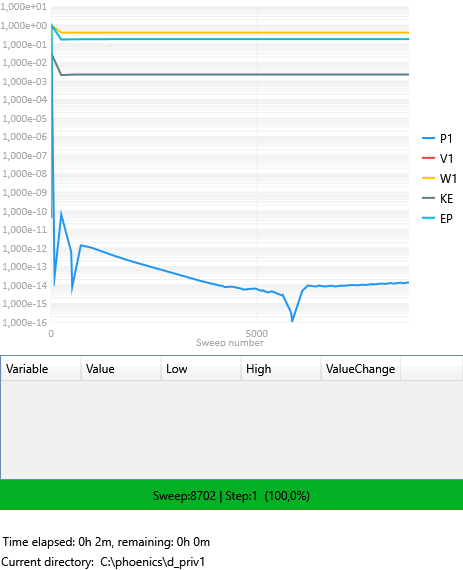 1,000e+01
1,000e+00
1,000e-01
1,000e-02
1,000e-03
1,000e-04
1,000e-05
1,000e-06
1,000e-07
1,000e-08
1,000e-09
1,000e-10
1,000e-11
1,000e-12
1,000e-13
1,000e-14
1,000e-15
1,000e-16
0 5000
Sweep number
P1
V1
W1
KE
EP
Variable Value Low High ValueChange
Sweep:8702 | Step:1 (100,0%)
Time elapsed: 0h 2m, remaining: 0h 0m
Current directory: C:\phoenics\d_priv1